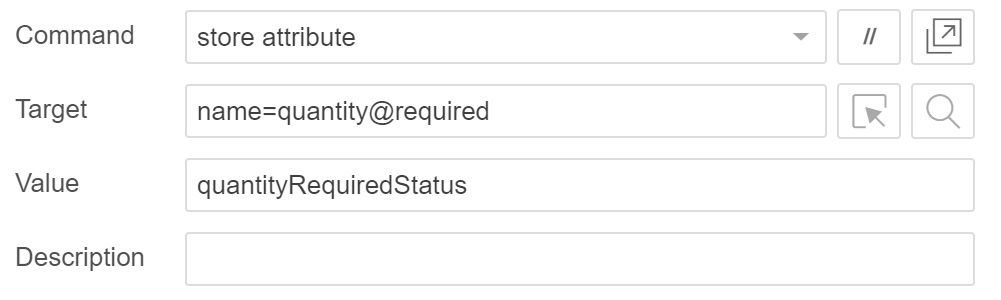 Command store attribute //
Target name=quantity@required
Value quantityRequiredStatus
Description